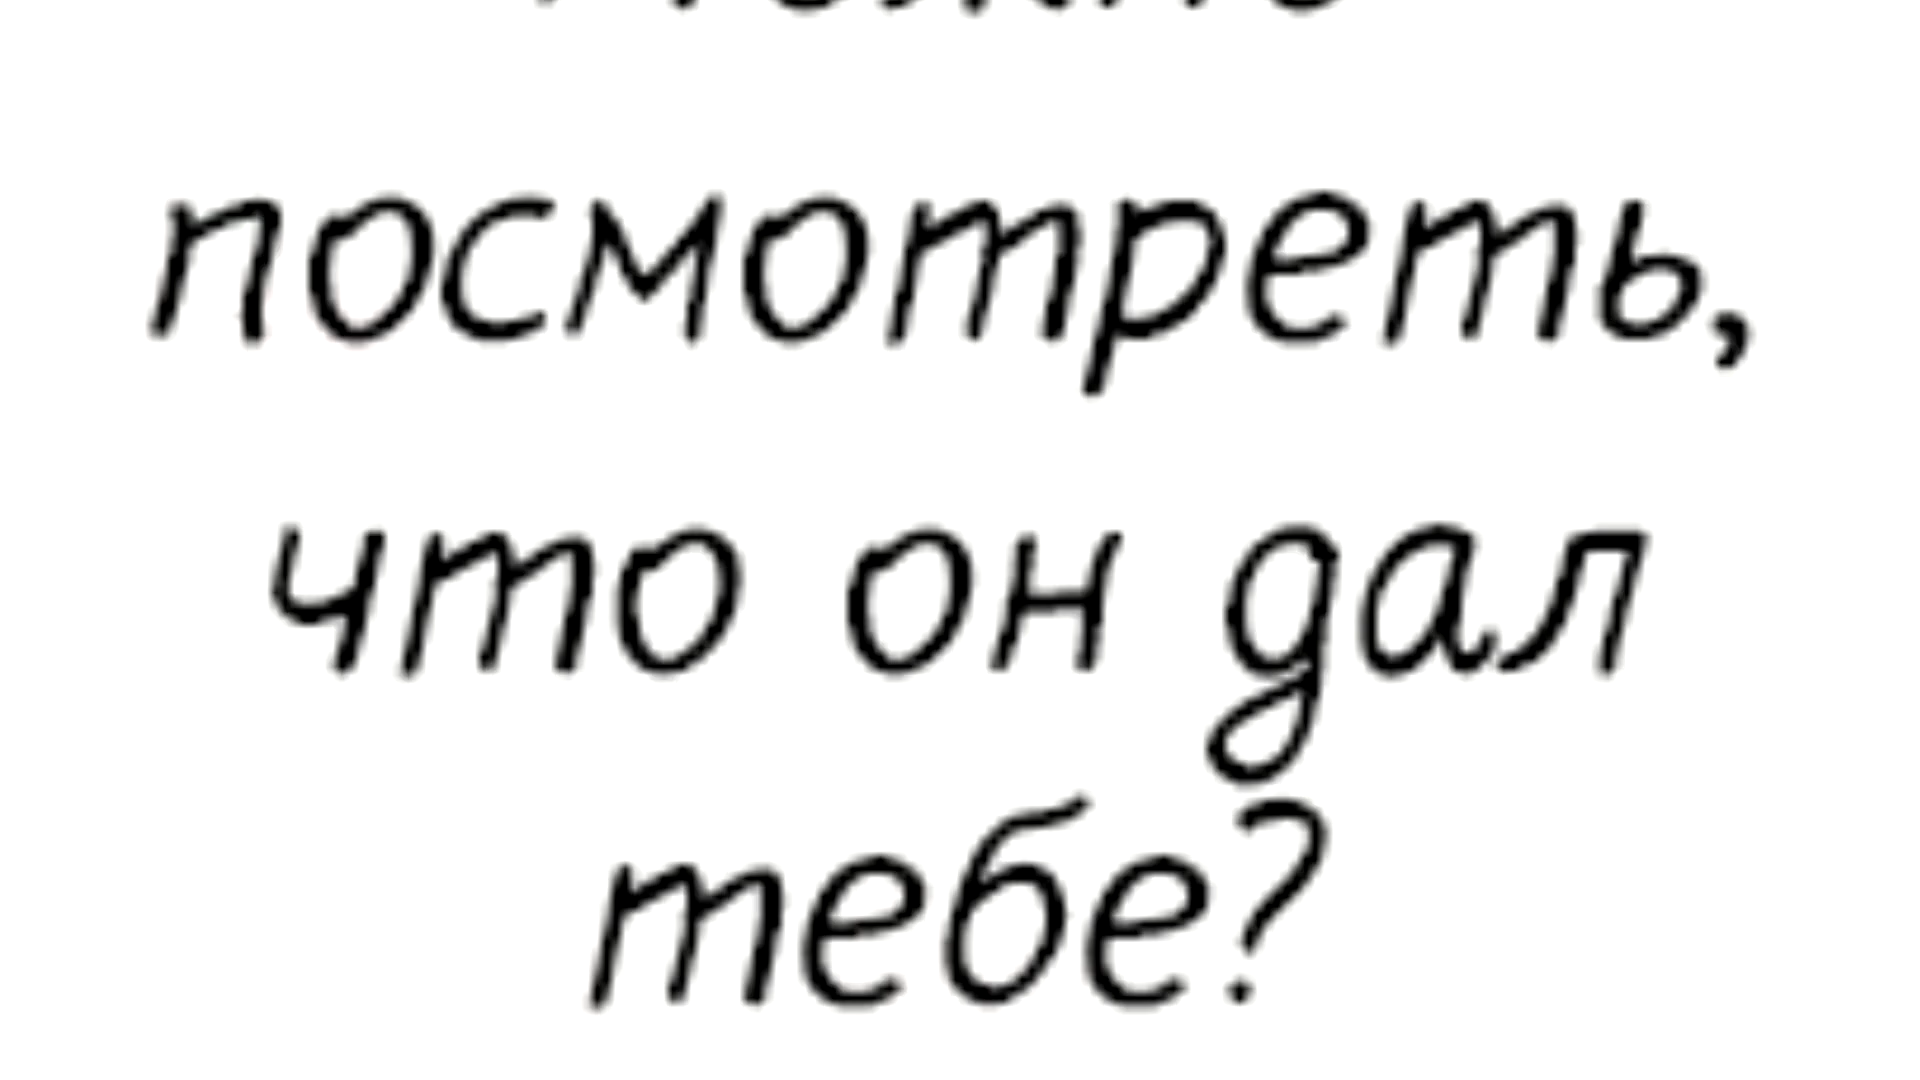 посмотреть,
что он дал
тебе?